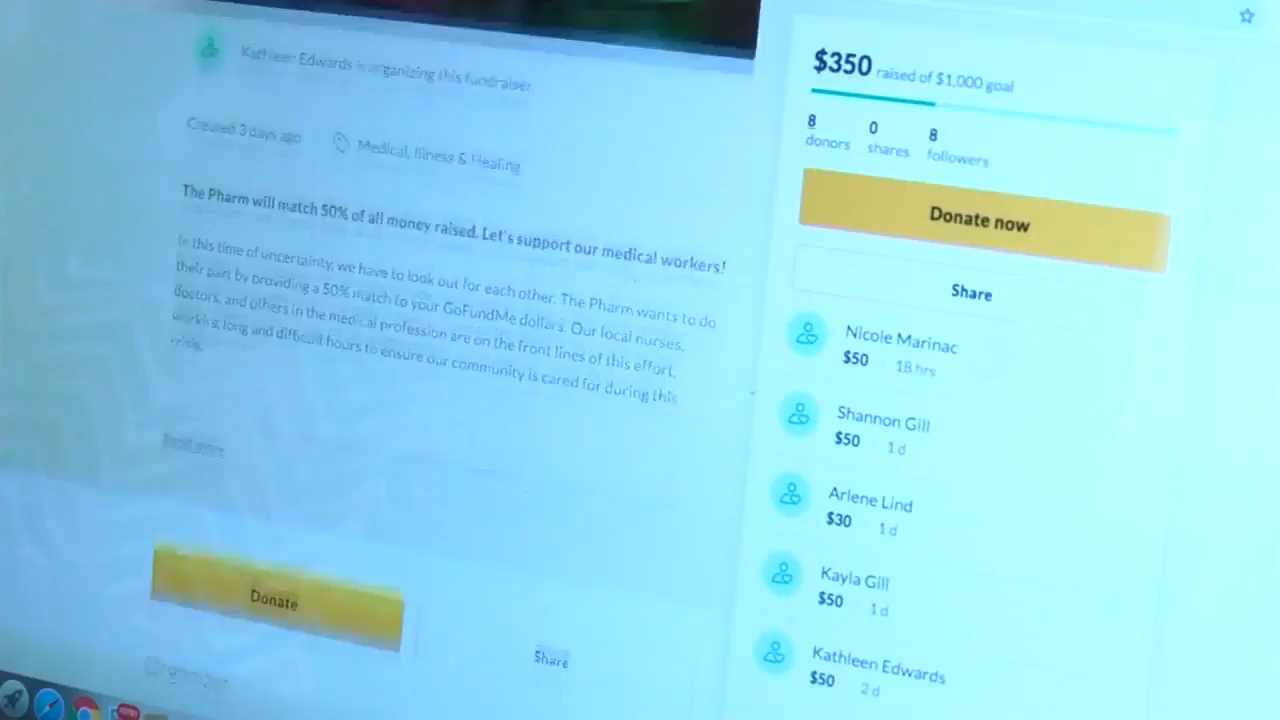 Kathleen Edwards is organizing this fundraiser
Created 3 days ago
Medical, Illness & Healing
The Pharm will match 50% of all money raised. Let's support our medical workers!
In this time of uncertainty, we have to look out for each other. The Pharm wants to do
their part by providing a 50% match to your GoFundMe dollars. Our local nurses,
doctors, and others in the medical profession are on the front lines of this effort,
working long and difficult hours to ensure our community is cared for during this
crisis.
Read more
Donate
Share
Organizer
$350 raised of $1,000 goal
8 0 8
donors shares followers
Donate now
Share
Nicole Marinac
$50 18 hrs
Shannon Gill
$50 1 d
Arlene Lind
$30 1 d
Kayla Gill
$50 1 d
Kathleen Edwards
$50 2 d